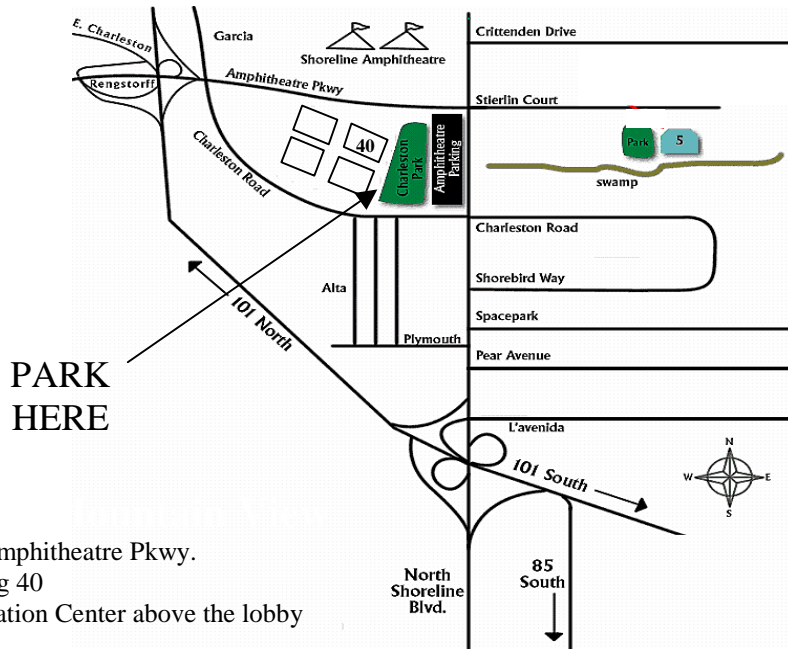 E. Charleston
Garcia
Shoreline Amphitheatre
Crittenden Drive
Rengstorff
Amphitheatre Pkwy
Stierlin Court
40
Charleston
Park
Amphitheatre
Parking
Park
5
Charleston Road
swamp
Charleston Road
Alta
Shorebird Way
101 North
Spacepark
Plymouth
Pear Avenue
PARK
HERE
L'avenida
101 South
N
W
E
S
mphitheatre Pkwy.
g 40
ation Center above the lobby
North
Shoreline
Blvd.
85
South